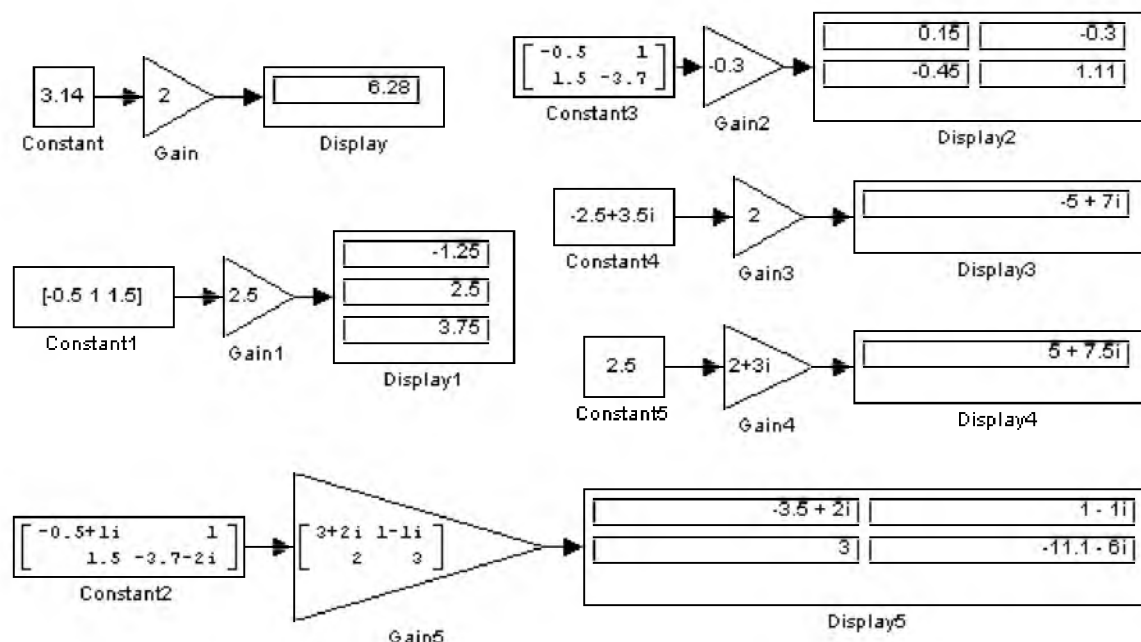 3.14
Constant
2
Gain
6.28
Display
-0.5 1
1.5 -3.7
Constant3
-0.3
Gain2
0.15 -0.3
-0.45 1.11
Display2
-2.5+3.5i
Constant4
2
Gain3
-5 + 7i
Display3
[-0.5 1 1.5]
Constant1
2.5
Gain1
-1.25
2.5
3.75
Display1
2.5
Constant5
2+3i
Gain4
5 + 7.5i
Display4
-0.5+1i 1
1.5 -3.7-2i
Constant2
3+2i 1-1i
2 3
Gain5
-3.5 + 2i 1 - 1i
3 -11.1 - 6i
Display5